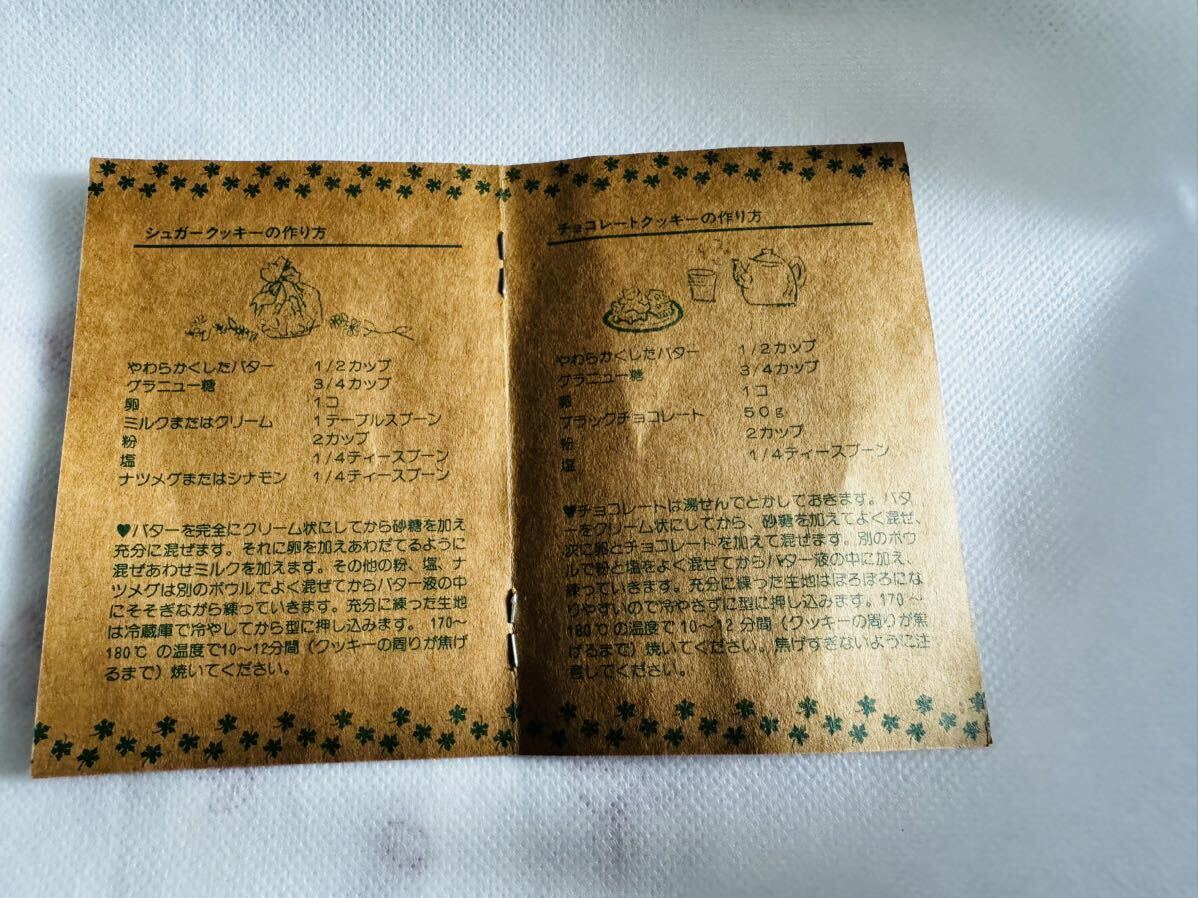 シュガークッキーの作り方
やわらかくしたバター 1/2カップ
グラニュー糖 3/4カップ
卵 1コ
ミルクまたはクリーム 1テーブルスプーン
粉 2カップ
塩 1/4ティースプーン
ナツメグまたはシナモン 1/4ティースプーン
♥バターを完全にクリーム状にしてから砂糖を加え
充分に混ぜます。それに卵を加えあわだてるように
混ぜあわせミルクを加えます。その他の粉、塩、ナ
ツメグは別のボウルでよく混ぜてからバター液の中
にそそぎながら練っていきます。充分に練った生地
は冷蔵庫で冷やしてから型に押し込みます。170〜
180℃の温度で10〜12分間（クッキーの周りが焦げ
るまで）焼いてください。
チョコレートクッキーの作り方
やわらかくしたバター 1/2カップ
グラニュー糖 3/4カップ
卵 1コ
ブラックチョコレート 50g
粉 2カップ
塩 1/4ティースプーン
♥チョコレートは湯せんでとかしておきます。バタ
ーをクリーム状にしてから、砂糖を加えてよく混ぜ、
次に卵とチョコレートを加えて混ぜます。別のボウ
ルで粉と塩をよく混ぜてからバター液の中に加え、
練っていきます。充分に練った生地はぼろぼろにな
りやすいので冷やさずに型に押し込みます。170〜
180℃の温度で10〜12分間（クッキーの周りが焦
げるまで）焼いてください。焦げすぎないように注
意してください。